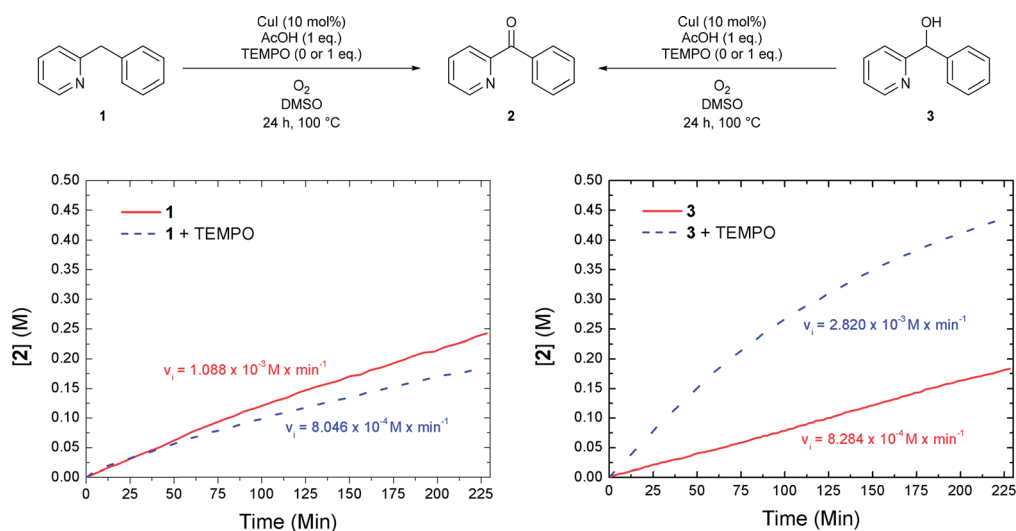 CuI (10 mol%)
AcOH (1 eq.)
TEMPO (0 or 1 eq.)
O2
DMSO
24 h, 100 °C
N
1
O
N
2
CuI (10 mol%)
AcOH (1 eq.)
TEMPO (0 or 1 eq.)
O2
DMSO
24 h, 100 °C
OH
N
3
0.50
0.45
0.40
0.35
0.30
0.25
0.20
0.15
0.10
0.05
0.00
[2] (M)
1
1 + TEMPO
vi = 1.088 x 10-3 M x min-1
vi = 8.046 x 10-4 M x min-1
0 25 50 75 100 125 150 175 200 225
Time (Min)
0.50
0.45
0.40
0.35
0.30
0.25
0.20
0.15
0.10
0.05
0.00
[2] (M)
3
3 + TEMPO
vi = 2.820 x 10-3 M x min-1
vi = 8.284 x 10-4 M x min-1
0 25 50 75 100 125 150 175 200 225
Time (Min)